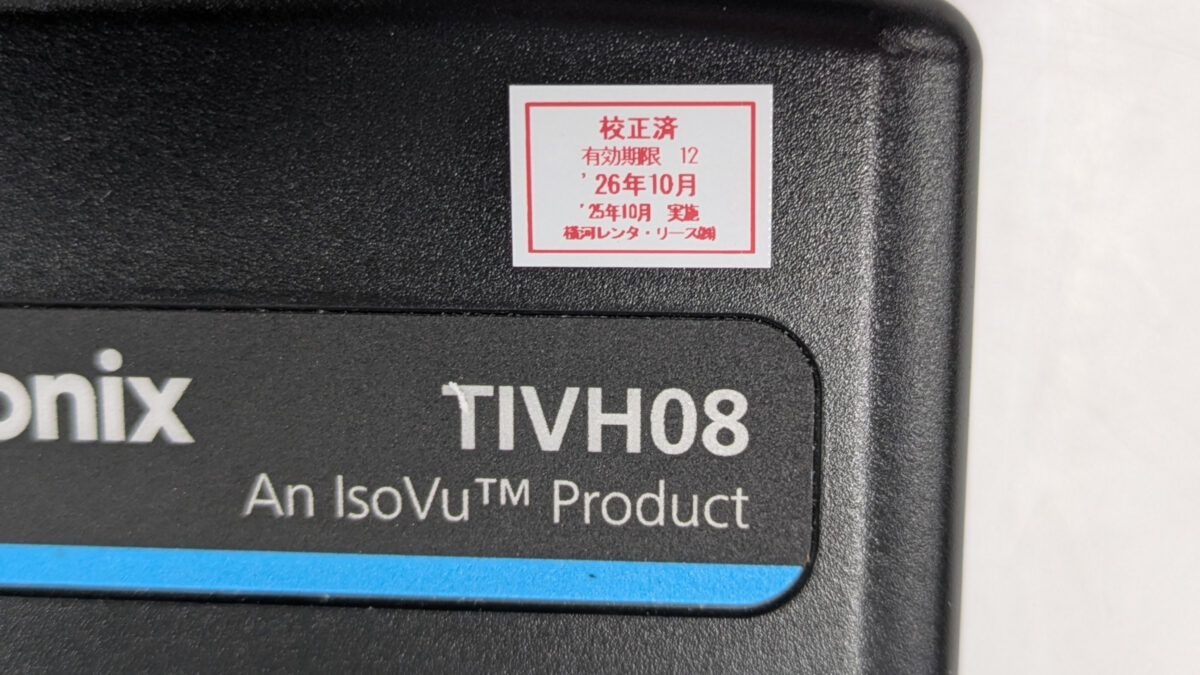 校正済
有効期限 12
'26年10月
'25年10月 実施
横河レンタ・リース㈱
onix
TIVH08
An IsoVu™ Product